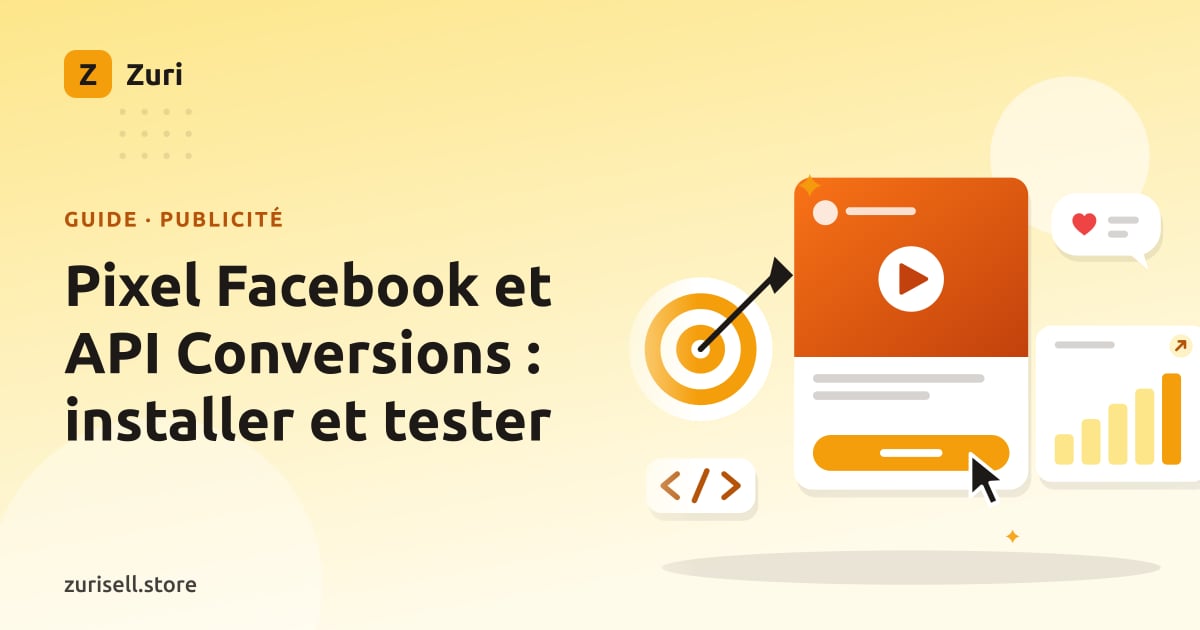 Z Zuri
GUIDE · PUBLICITÉ
Pixel Facebook et
API Conversions :
installer et tester
</>
zurisell.store